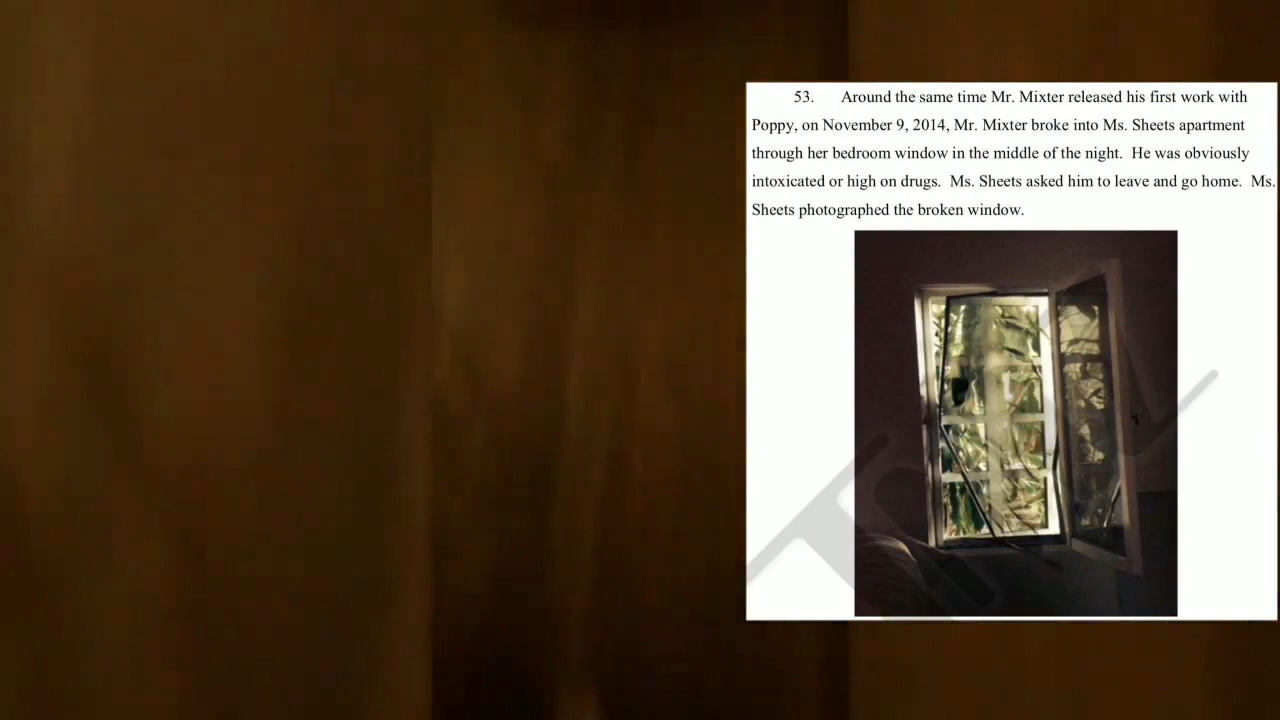 53. Around the same time Mr. Mixter released his first work with
Poppy, on November 9, 2014, Mr. Mixter broke into Ms. Sheets apartment
through her bedroom window in the middle of the night. He was obviously
intoxicated or high on drugs. Ms. Sheets asked him to leave and go home. Ms.
Sheets photographed the broken window.